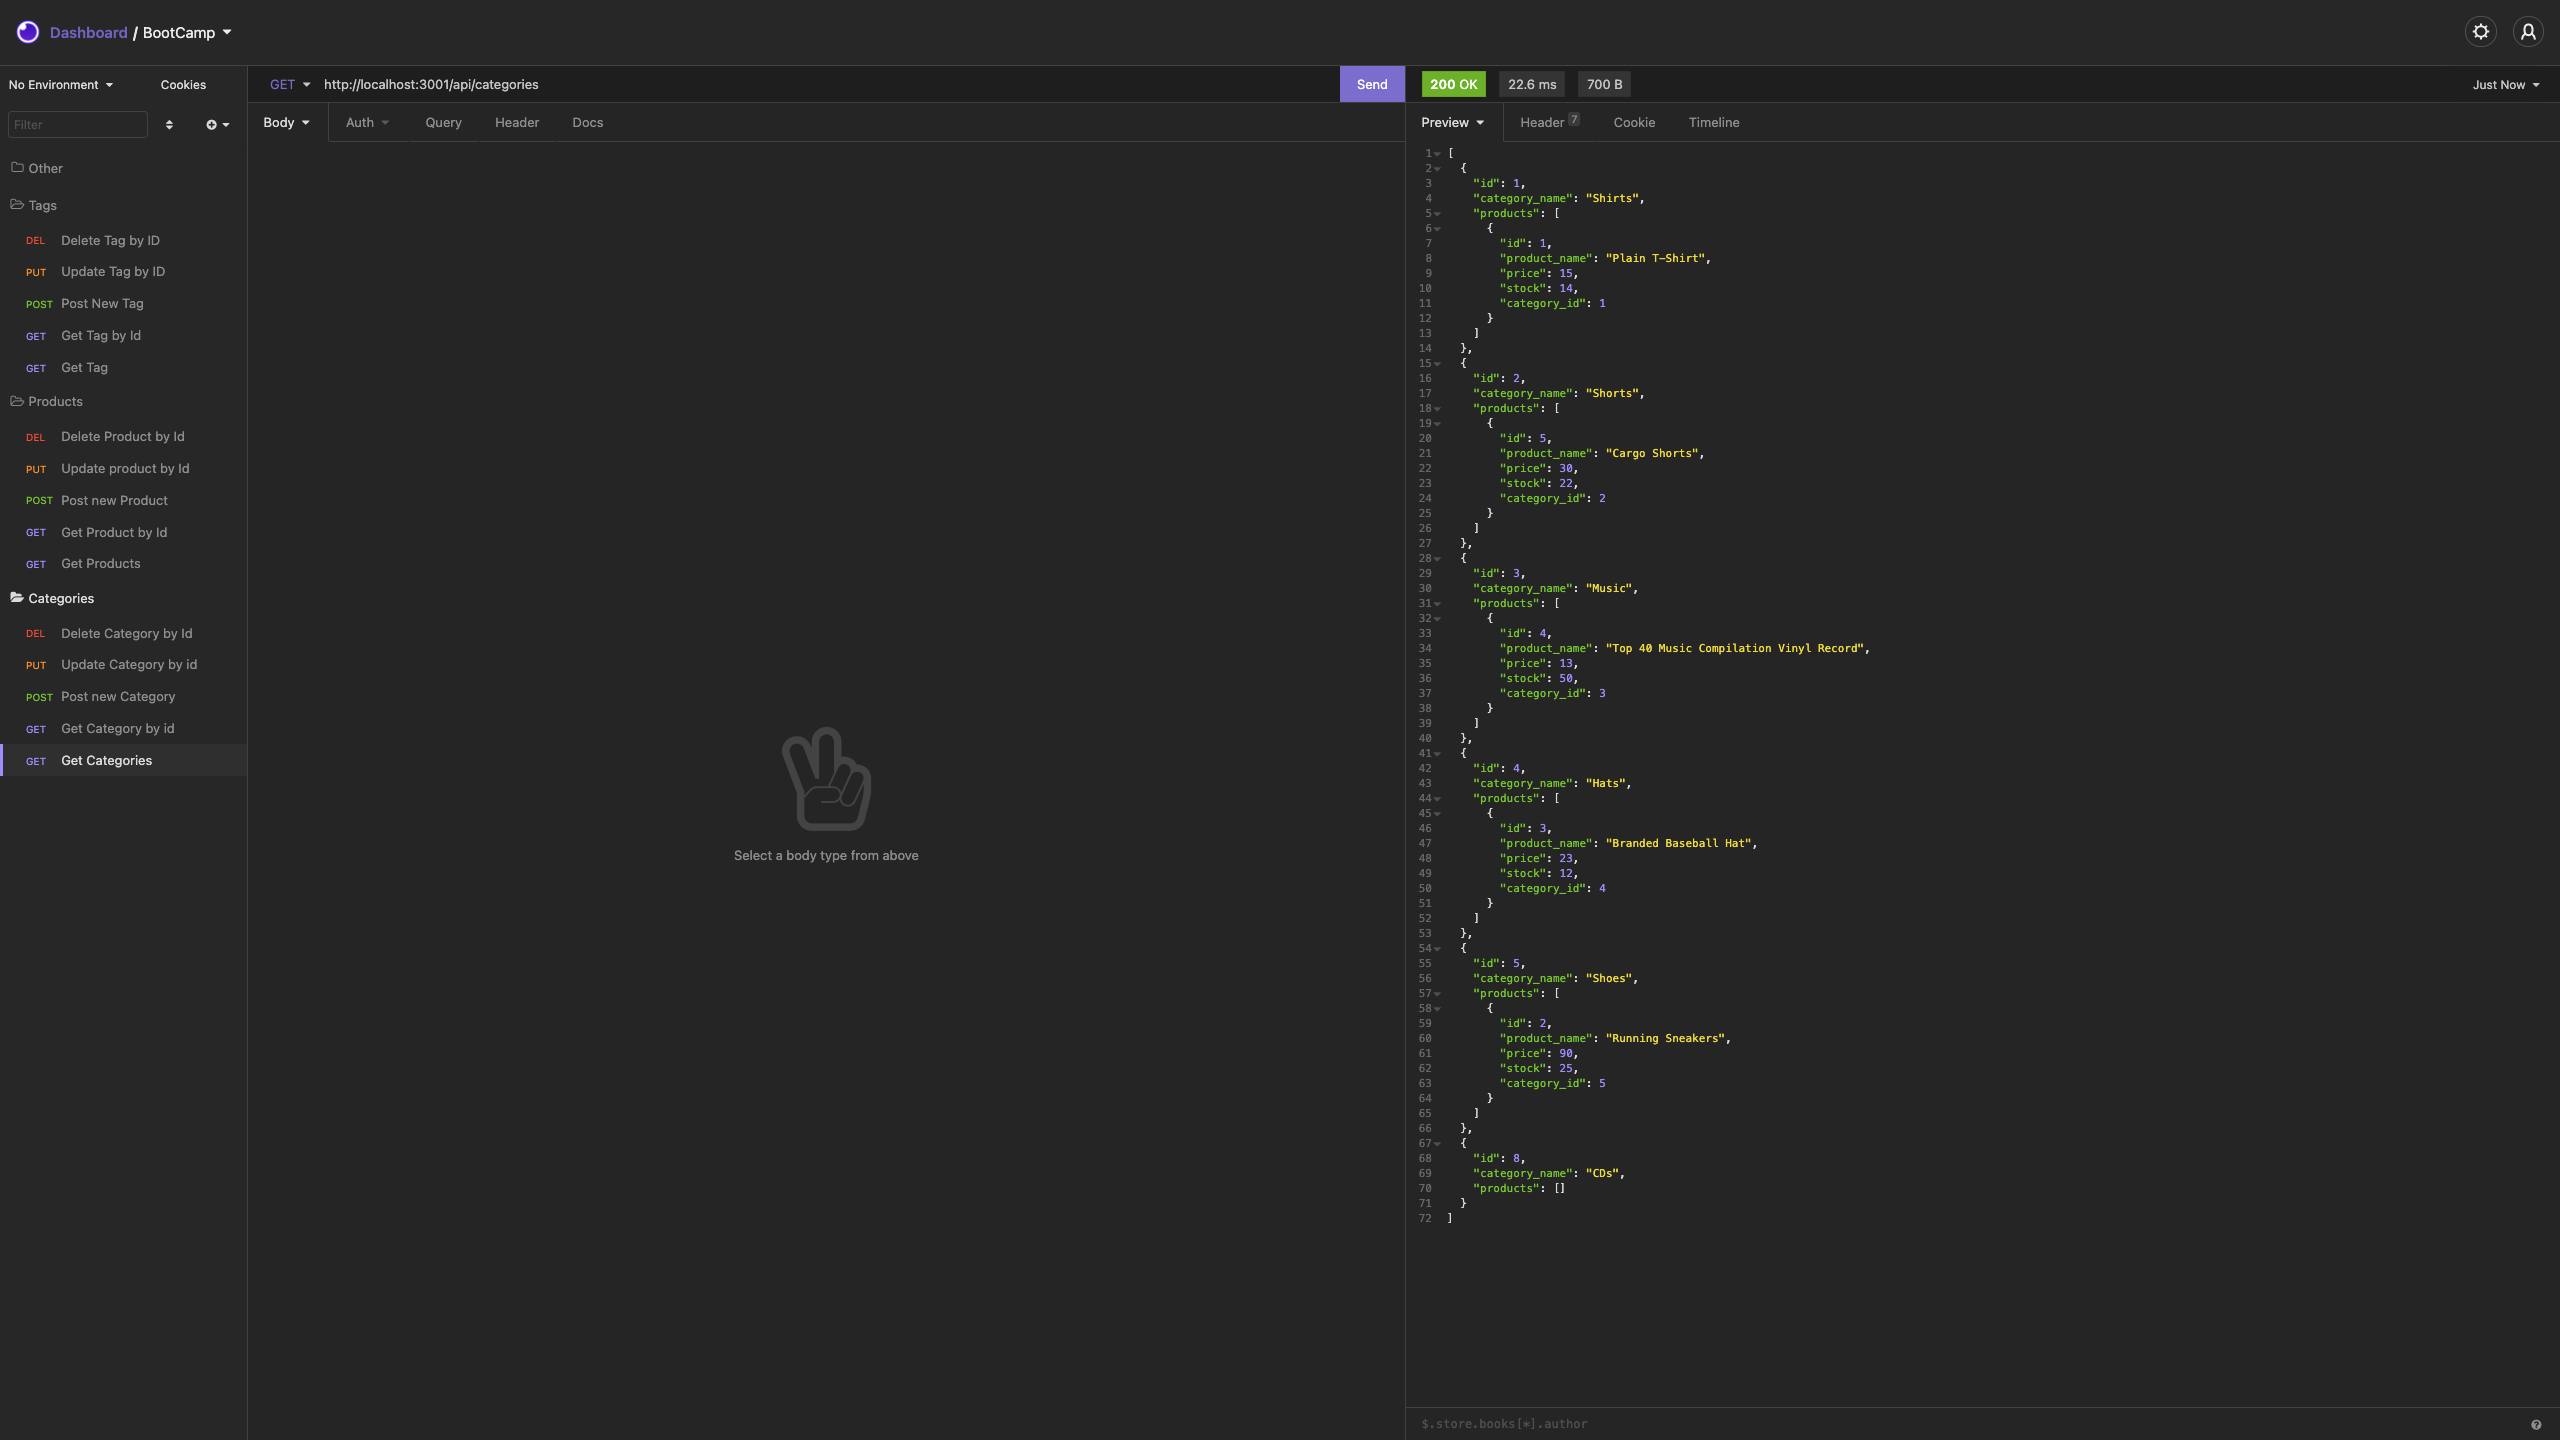 Dashboard / BootCamp
No Environment
Cookies
Filter
Other
Tags
DEL Delete Tag by ID
PUT Update Tag by ID
POST Post New Tag
GET Get Tag by Id
GET Get Tag
Products
DEL Delete Product by Id
PUT Update product by Id
POST Post new Product
GET Get Product by Id
GET Get Products
Categories
DEL Delete Category by Id
PUT Update Category by id
POST Post new Category
GET Get Category by id
GET Get Categories
GET http://localhost:3001/api/categories Send
Body Auth Query Header Docs
Select a body type from above
200 OK 22.6 ms 700 B Just Now
Preview Header 7 Cookie Timeline
1 [
2 {
3 "id": 1,
4 "category_name": "Shirts",
5 "products": [
6 {
7 "id": 1,
8 "product_name": "Plain T-Shirt",
9 "price": 15,
10 "stock": 14,
11 "category_id": 1
12 }
13 ]
14 },
15 {
16 "id": 2,
17 "category_name": "Shorts",
18 "products": [
19 {
20 "id": 5,
21 "product_name": "Cargo Shorts",
22 "price": 30,
23 "stock": 22,
24 "category_id": 2
25 }
26 ]
27 },
28 {
29 "id": 3,
30 "category_name": "Music",
31 "products": [
32 {
33 "id": 4,
34 "product_name": "Top 40 Music Compilation Vinyl Record",
35 "price": 13,
36 "stock": 50,
37 "category_id": 3
38 }
39 ]
40 },
41 {
42 "id": 4,
43 "category_name": "Hats",
44 "products": [
45 {
46 "id": 3,
47 "product_name": "Branded Baseball Hat",
48 "price": 23,
49 "stock": 12,
50 "category_id": 4
51 }
52 ]
53 },
54 {
55 "id": 5,
56 "category_name": "Shoes",
57 "products": [
58 {
59 "id": 2,
60 "product_name": "Running Sneakers",
61 "price": 90,
62 "stock": 25,
63 "category_id": 5
64 }
65 ]
66 },
67 {
68 "id": 8,
69 "category_name": "CDs",
70 "products": []
71 }
72 ]
$.store.books[*].author